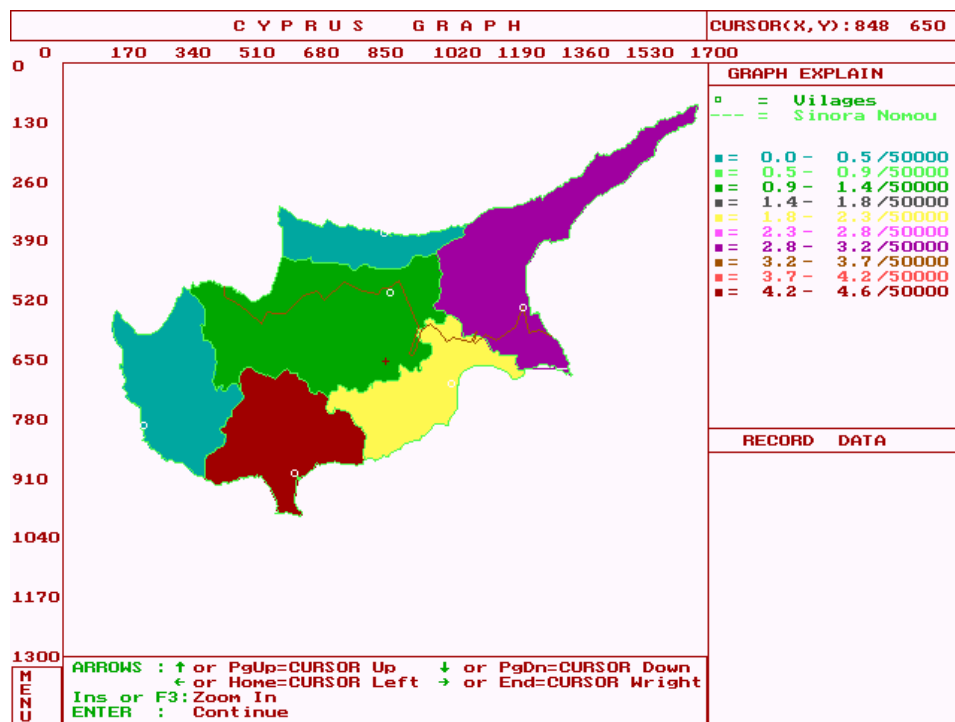 CYPRUS GRAPH
CURSOR(X,Y):848 650
0 170 340 510 680 850 1020 1190 1360 1530 1700
0
130
260
390
520
650
780
910
1040
1170
1300
GRAPH EXPLAIN
= Vilages
--- = Sinora Nomou
= 0.0 - 0.5/50000
= 0.5 - 0.9/50000
= 0.9 - 1.4/50000
= 1.4 - 1.8/50000
= 1.8 - 2.3/50000
= 2.3 - 2.8/50000
= 2.8 - 3.2/50000
= 3.2 - 3.7/50000
= 3.7 - 4.2/50000
= 4.2 - 4.6/50000
RECORD DATA
MENU
ARROWS : ↑ or PgUp=CURSOR Up ↓ or PgDn=CURSOR Down
← or Home=CURSOR Left → or End=CURSOR Wright
Ins or F3:Zoom In
ENTER : Continue